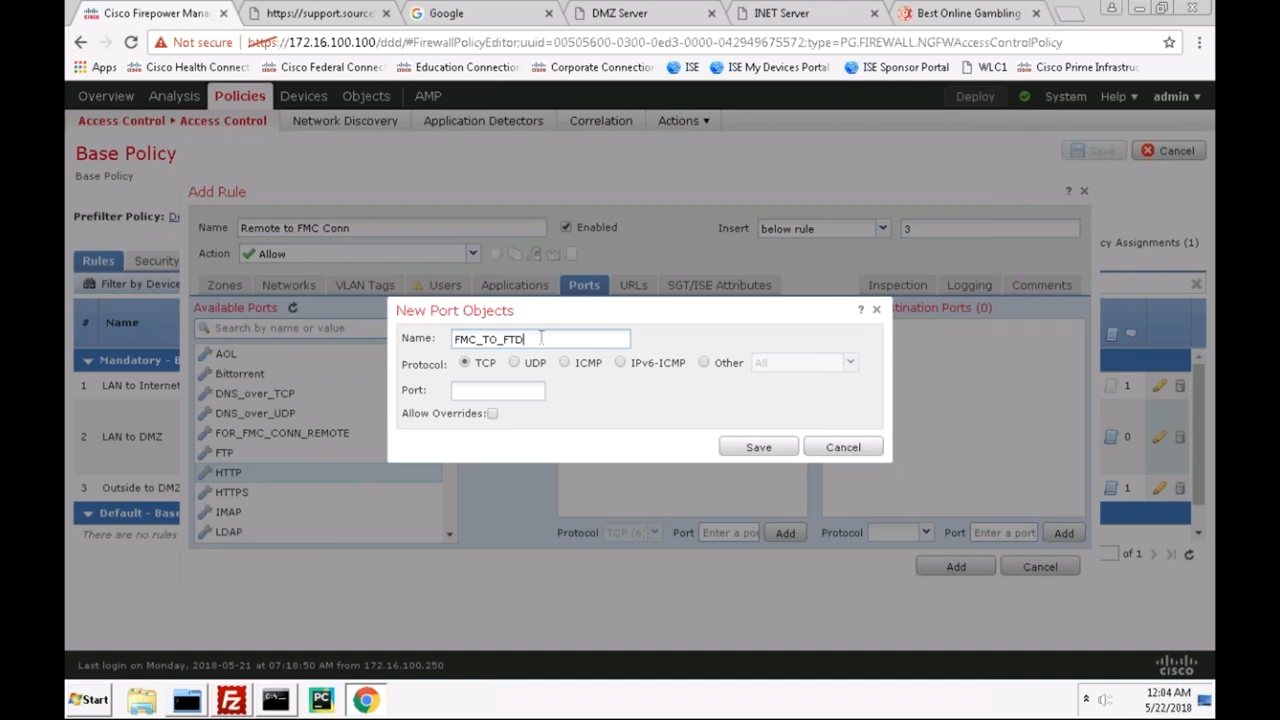 Cisco Firepower Mana
https://support.source
Google
DMZ Server
INET Server
Best Online Gambling
Not secure https://172.16.100.100/ddd/#FirewallPolicyEditor;uuid=00505600-0300-0ed3-0000-042949675572;type=PG.FIREWALL.NGFWAccessControlPolicy
Apps Cisco Health Connect Cisco Federal Connec Education Connection Corporate Connection ISE ISE My Devices Portal ISE Sponsor Portal WLC1 Cisco Prime Infrastruc
Overview Analysis Policies Devices Objects AMP Deploy System Help admin
Access Control Access Control Network Discovery Application Detectors Correlation Actions
Base Policy Save Cancel
Base Policy
Add Rule ?
Prefilter Policy: De
Name Remote to FMC Conn Enabled Insert below rule 3
cy Assignments (1)
Action Allow
Rules Security
Zones Networks VLAN Tags Users Applications Ports URLs SGT/ISE Attributes Inspection Logging Comments
Filter by Device
Available Ports
estination Ports (0)
Search by name or value
# Name
New Port Objects ?
Name: FMC_TO_FTD
Protocol: TCP UDP ICMP IPv6-ICMP Other All
Port:
Allow Overrides:
Save Cancel
AOL
Bittorrent
DNS_over_TCP
DNS_over_UDP
FOR_FMC_CONN_REMOTE
FTP
HTTP
HTTPS
IMAP
LDAP
Mandatory - B
1 LAN to Internet 1
2 LAN to DMZ 0
3 Outside to DMZ 1
Default - Base
There are no rules
Protocol TCP (6) Port Enter a por Add Protocol Port Enter a port Add
of 1
Add Cancel
Last login on Monday, 2018-05-21 at 07:18:50 AM from 172.16.100.250
CISCO
Start
12:04 AM
5/22/2018